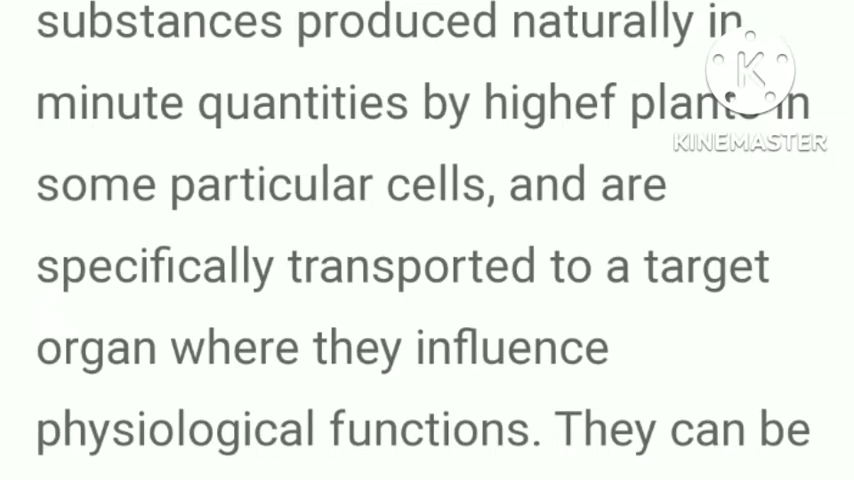 substances produced naturally in
minute quantities by highef plants in
some particular cells, and are
specifically transported to a target
organ where they influence
physiological functions. They can be
K
KINEMASTER